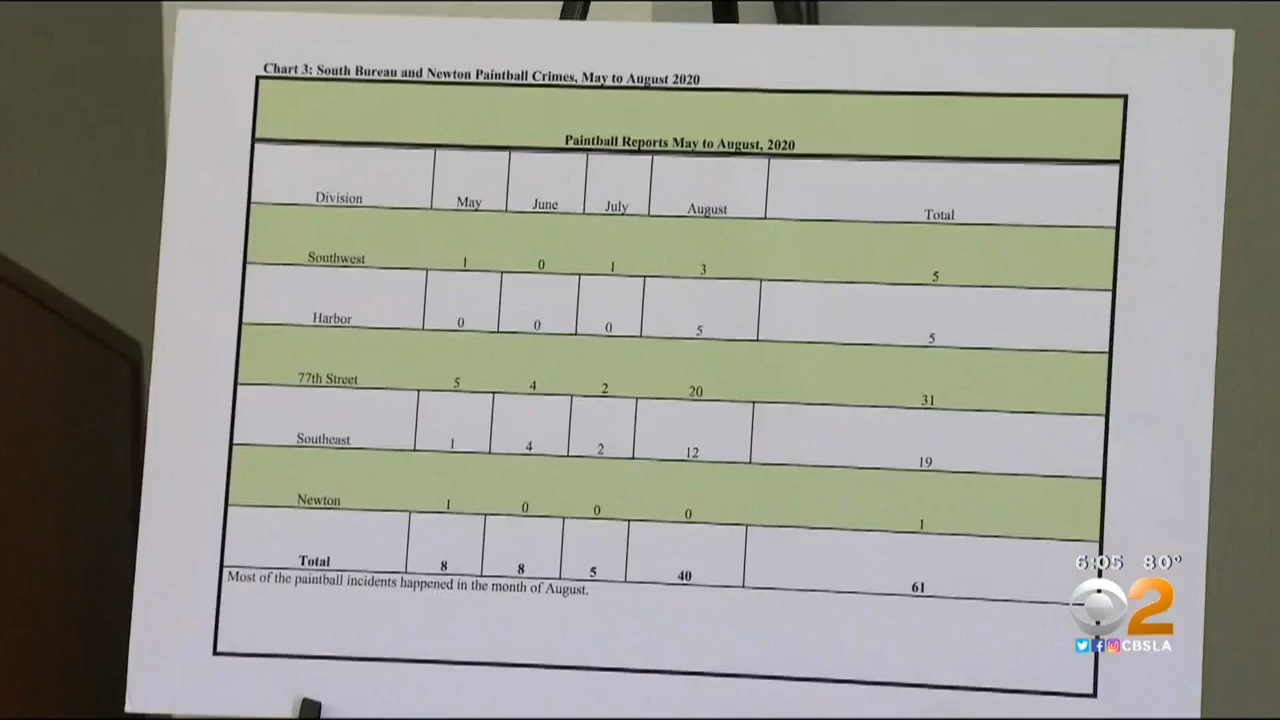 Chart 3: South Bureau and Newton Paintball Crimes, May to August 2020
Paintball Reports May to August, 2020
Division May June July August Total
Southwest 1 0 1 3 5
Harbor 0 0 0 5 5
77th Street 5 4 2 20 31
Southeast 1 4 2 12 19
Newton 1 0 0 0 1
Total 8 8 5 40 61
Most of the paintball incidents happened in the month of August.
6:05 80°
2
CBSLA